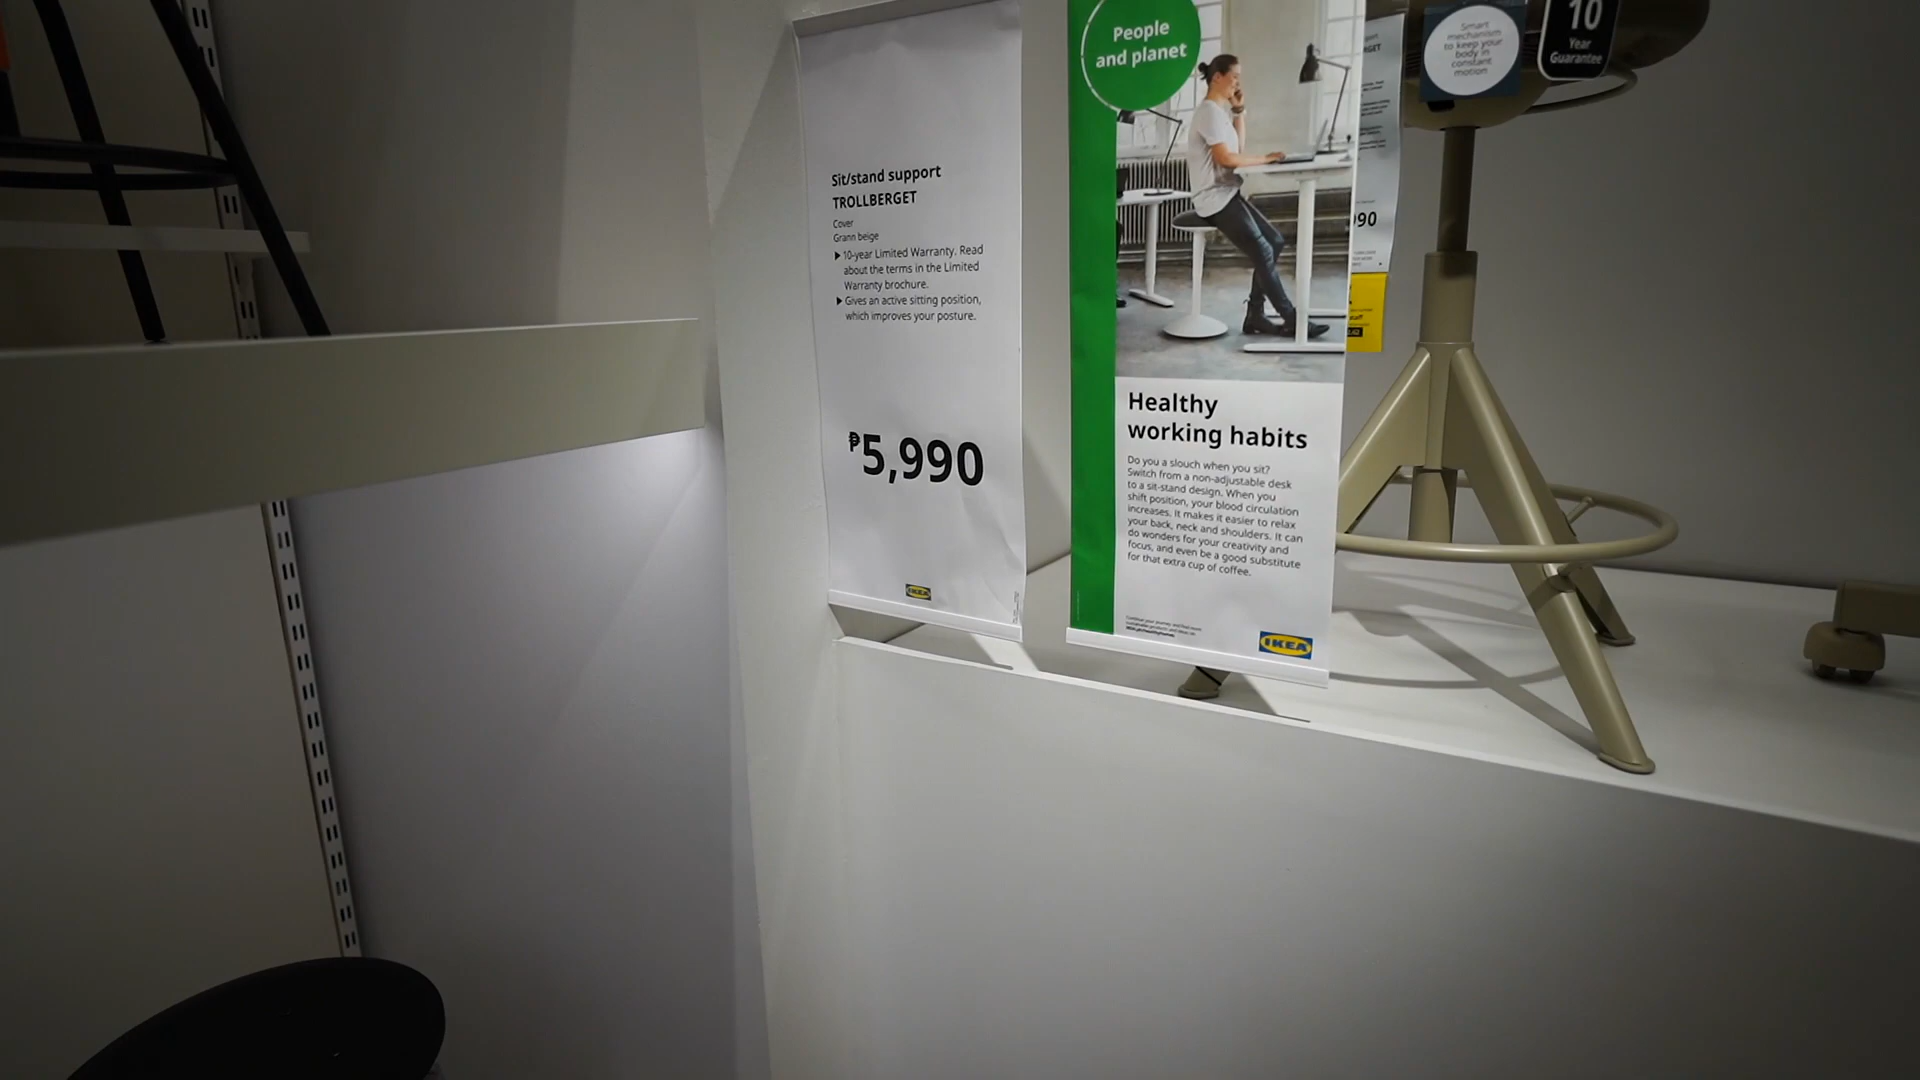 Sit/stand support
TROLLBERGET
Cover
Grann beige
▶ 10-year Limited Warranty. Read
about the terms in the Limited
Warranty brochure.
▶ Gives an active sitting position,
which improves your posture.
₱5,990
IKEA
People
and planet
Healthy
working habits
Do you a slouch when you sit?
Switch from a non-adjustable desk
to a sit-stand design. When you
shift position, your blood circulation
increases. It makes it easier to relax
your back, neck and shoulders. It can
do wonders for your creativity and
focus, and even be a good substitute
for that extra cup of coffee.
IKEA
Smart
mechanism
to keep your
body in
constant
motion
10
Year
Guarantee